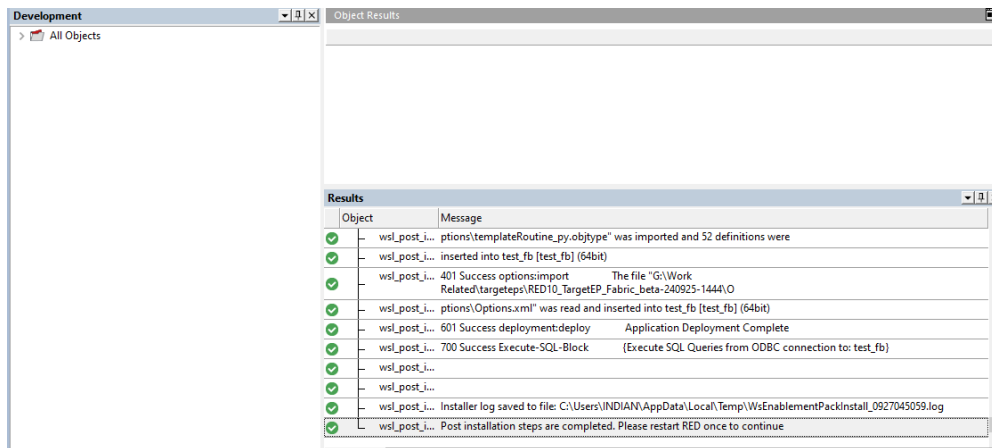 Development
Object Results
All Objects
Results
Object Message
wsl_post_i... ptions\templateRoutine_py.objtype" was imported and 52 definitions were
wsl_post_i... inserted into test_fb [test_fb] (64bit)
wsl_post_i... 401 Success options:import The file "G:\Work
Related\targeteps\RED10_TargetEP_Fabric_beta-240925-1444\O
wsl_post_i... ptions\Options.xml" was read and inserted into test_fb [test_fb] (64bit)
wsl_post_i... 601 Success deployment:deploy Application Deployment Complete
wsl_post_i... 700 Success Execute-SQL-Block {Execute SQL Queries from ODBC connection to: test_fb}
wsl_post_i...
wsl_post_i...
wsl_post_i... Installer log saved to file: C:\Users\INDIAN\AppData\Local\Temp\WsEnablementPackInstall_0927045059.log
wsl_post_i... Post installation steps are completed. Please restart RED once to continue